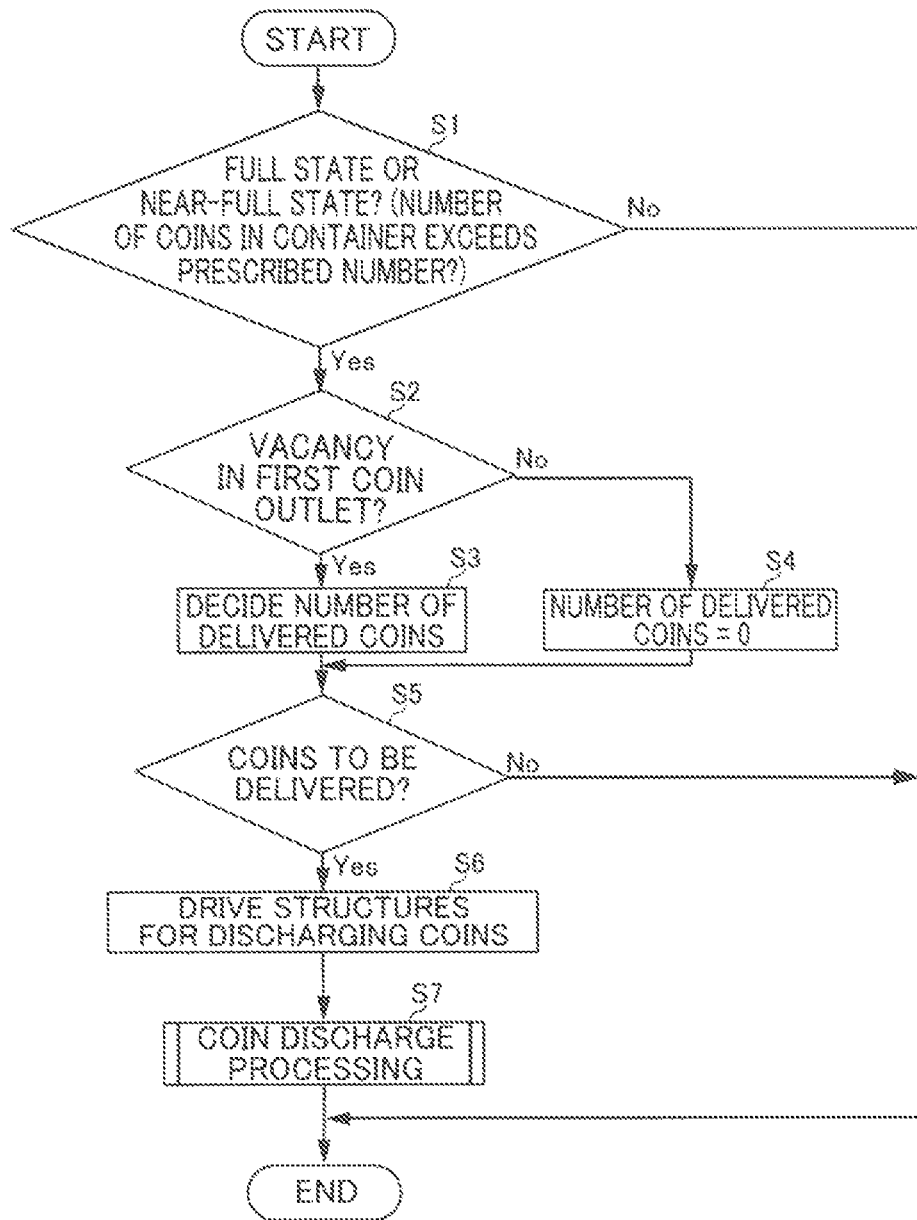 START
S1
FULL STATE OR
NEAR-FULL STATE? (NUMBER
OF COINS IN CONTAINER EXCEEDS
PRESCRIBED NUMBER?)
No
Yes
S2
VACANCY
IN FIRST COIN
OUTLET?
No
Yes
S3
DECIDE NUMBER OF
DELIVERED COINS
S4
NUMBER OF DELIVERED
COINS = 0
S5
COINS TO BE
DELIVERED?
No
Yes
S6
DRIVE STRUCTURES
FOR DISCHARGING COINS
S7
COIN DISCHARGE
PROCESSING
END